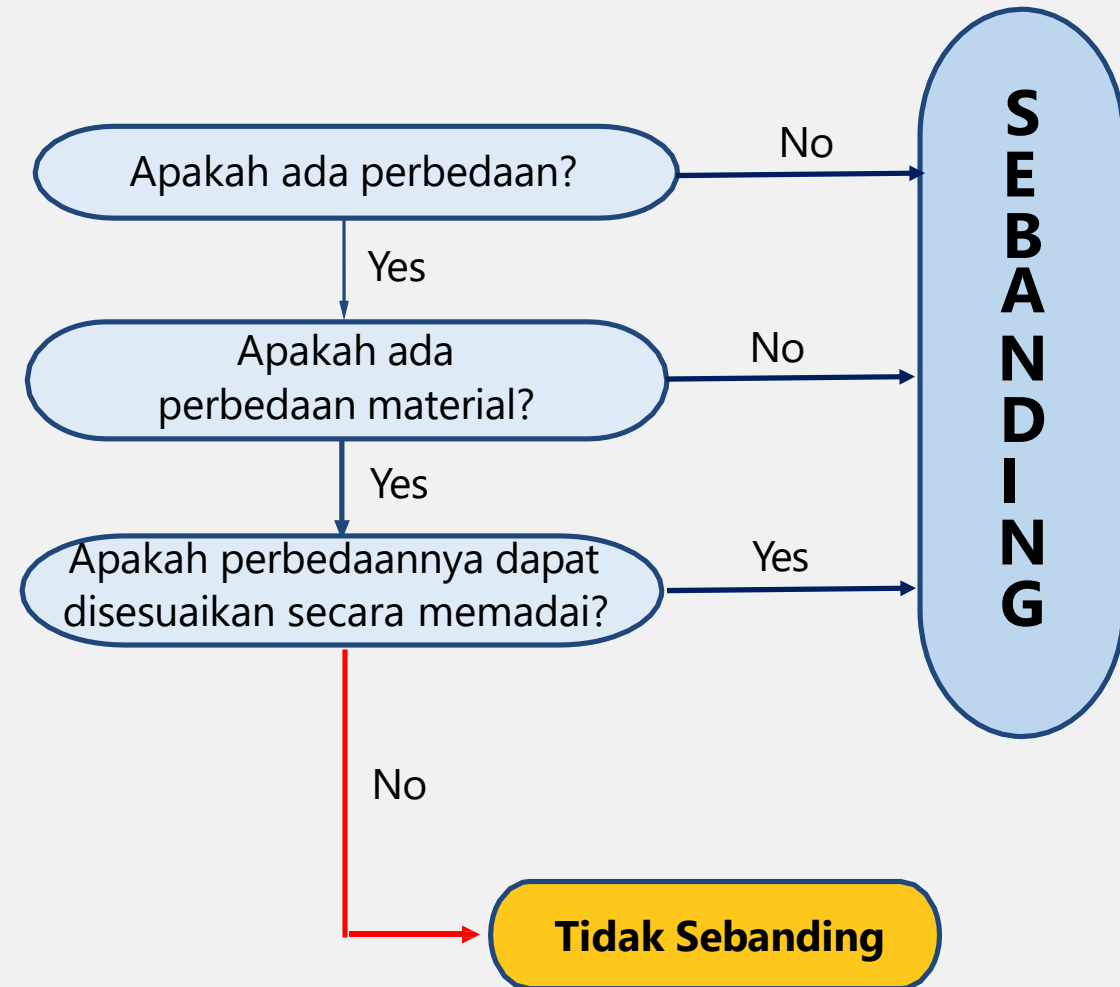 Apakah ada perbedaan?
No
Yes
Apakah ada
perbedaan material?
No
Yes
Apakah perbedaannya dapat
disesuaikan secara memadai?
Yes
No
Tidak Sebanding
S
E
B
A
N
D
I
N
G